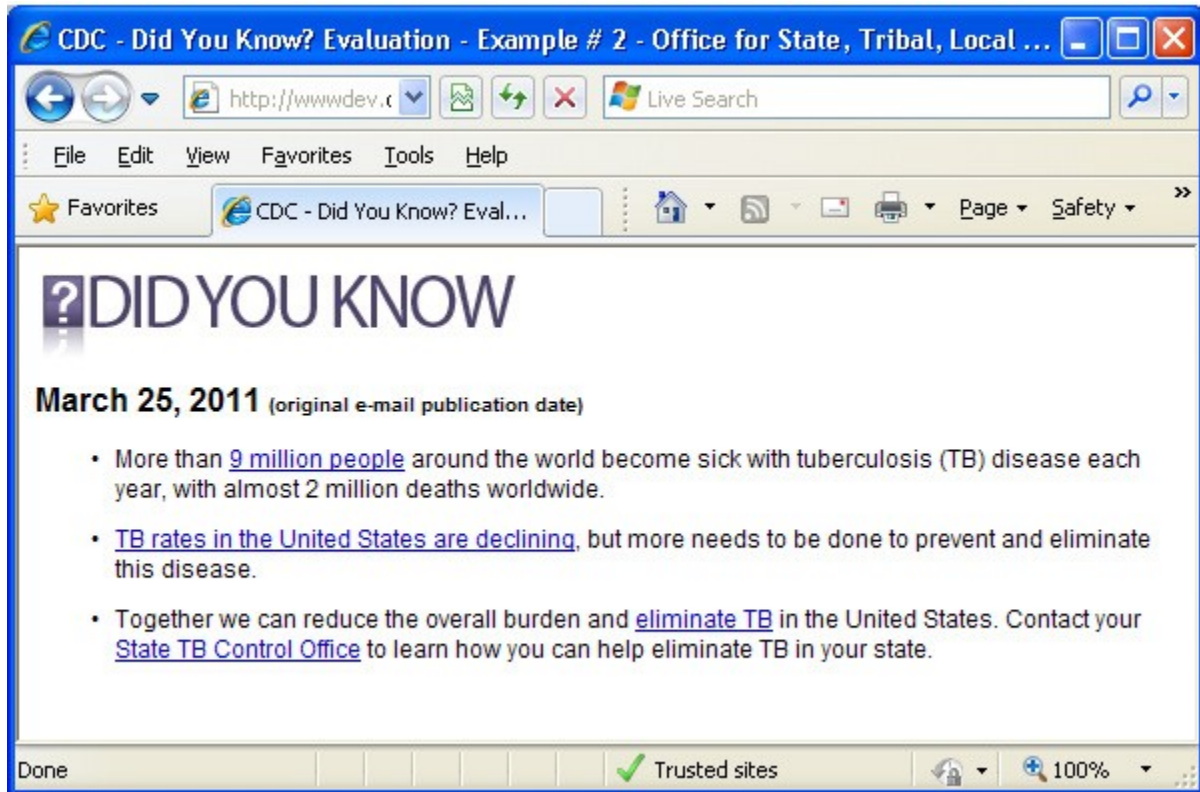 CDC - Did You Know? Evaluation - Example # 2 - Office for State, Tribal, Local ...
http://wwwdev.c Live Search
File Edit View Favorites Tools Help
Favorites CDC - Did You Know? Eval... Page Safety »
? DID YOU KNOW
March 25, 2011 (original e-mail publication date)
• More than 9 million people around the world become sick with tuberculosis (TB) disease each
year, with almost 2 million deaths worldwide.
• TB rates in the United States are declining, but more needs to be done to prevent and eliminate
this disease.
• Together we can reduce the overall burden and eliminate TB in the United States. Contact your
State TB Control Office to learn how you can help eliminate TB in your state.
Done Trusted sites 100%